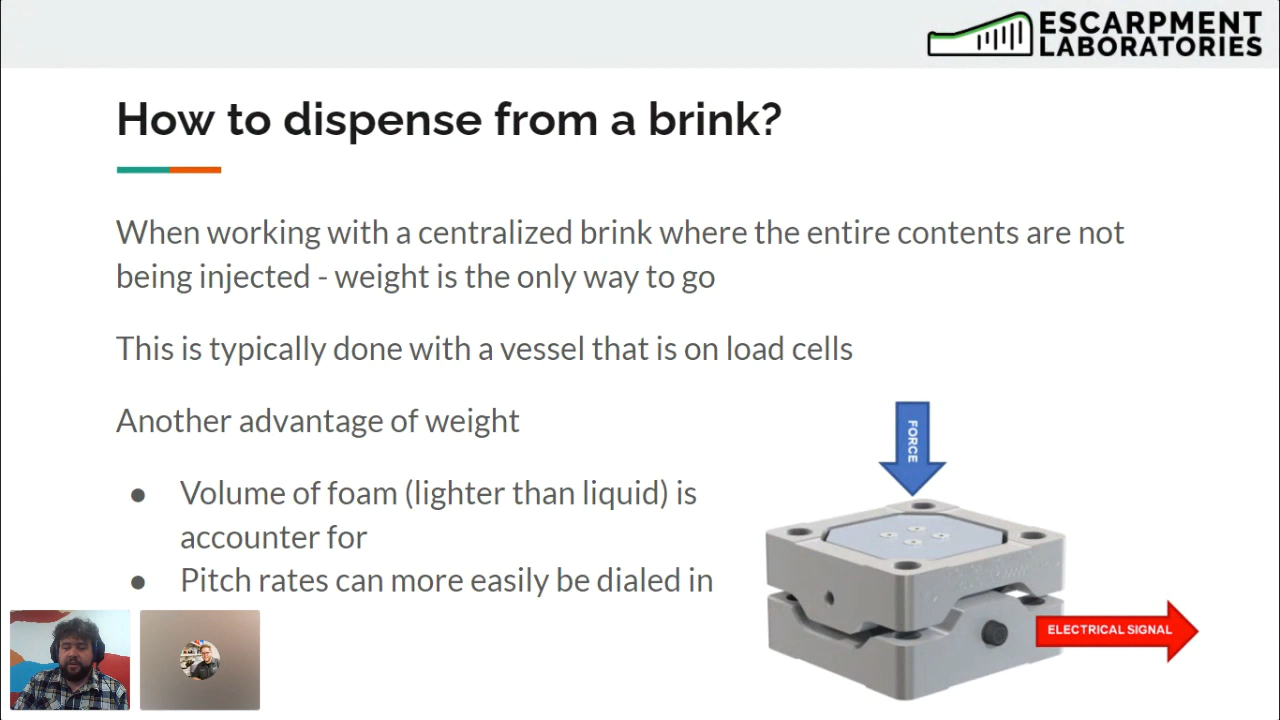 ESCARPMENT
LABORATORIES
How to dispense from a brink?
When working with a centralized brink where the entire contents are not
being injected - weight is the only way to go
This is typically done with a vessel that is on load cells
Another advantage of weight
● Volume of foam (lighter than liquid) is
accounter for
● Pitch rates can more easily be dialed in
FORCE
ELECTRICAL SIGNAL